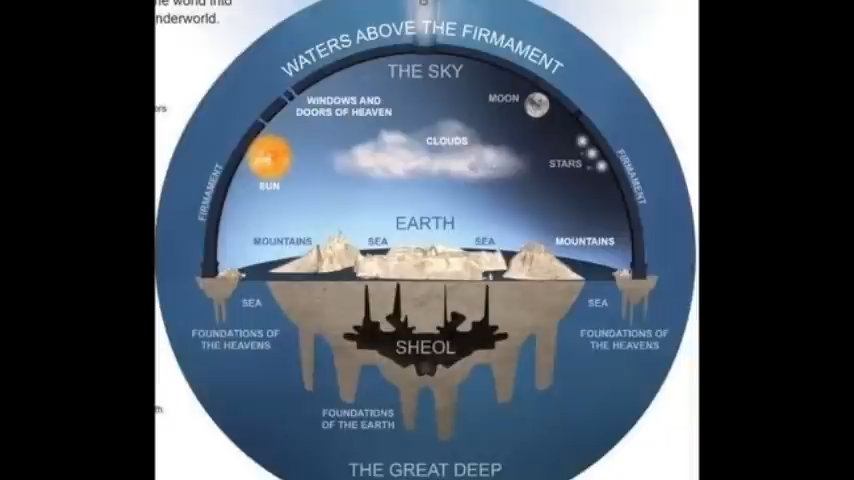 the world into
nderworld.
WATERS ABOVE THE FIRMAMENT
THE SKY
WINDOWS AND
DOORS OF HEAVEN
MOON
CLOUDS
STARS
SUN
FIRMAMENT
FIRMAMENT
EARTH
MOUNTAINS
SEA
SEA
MOUNTAINS
SEA
SEA
FOUNDATIONS OF
THE HEAVENS
FOUNDATIONS OF
THE HEAVENS
SHEOL
FOUNDATIONS
OF THE EARTH
THE GREAT DEEP